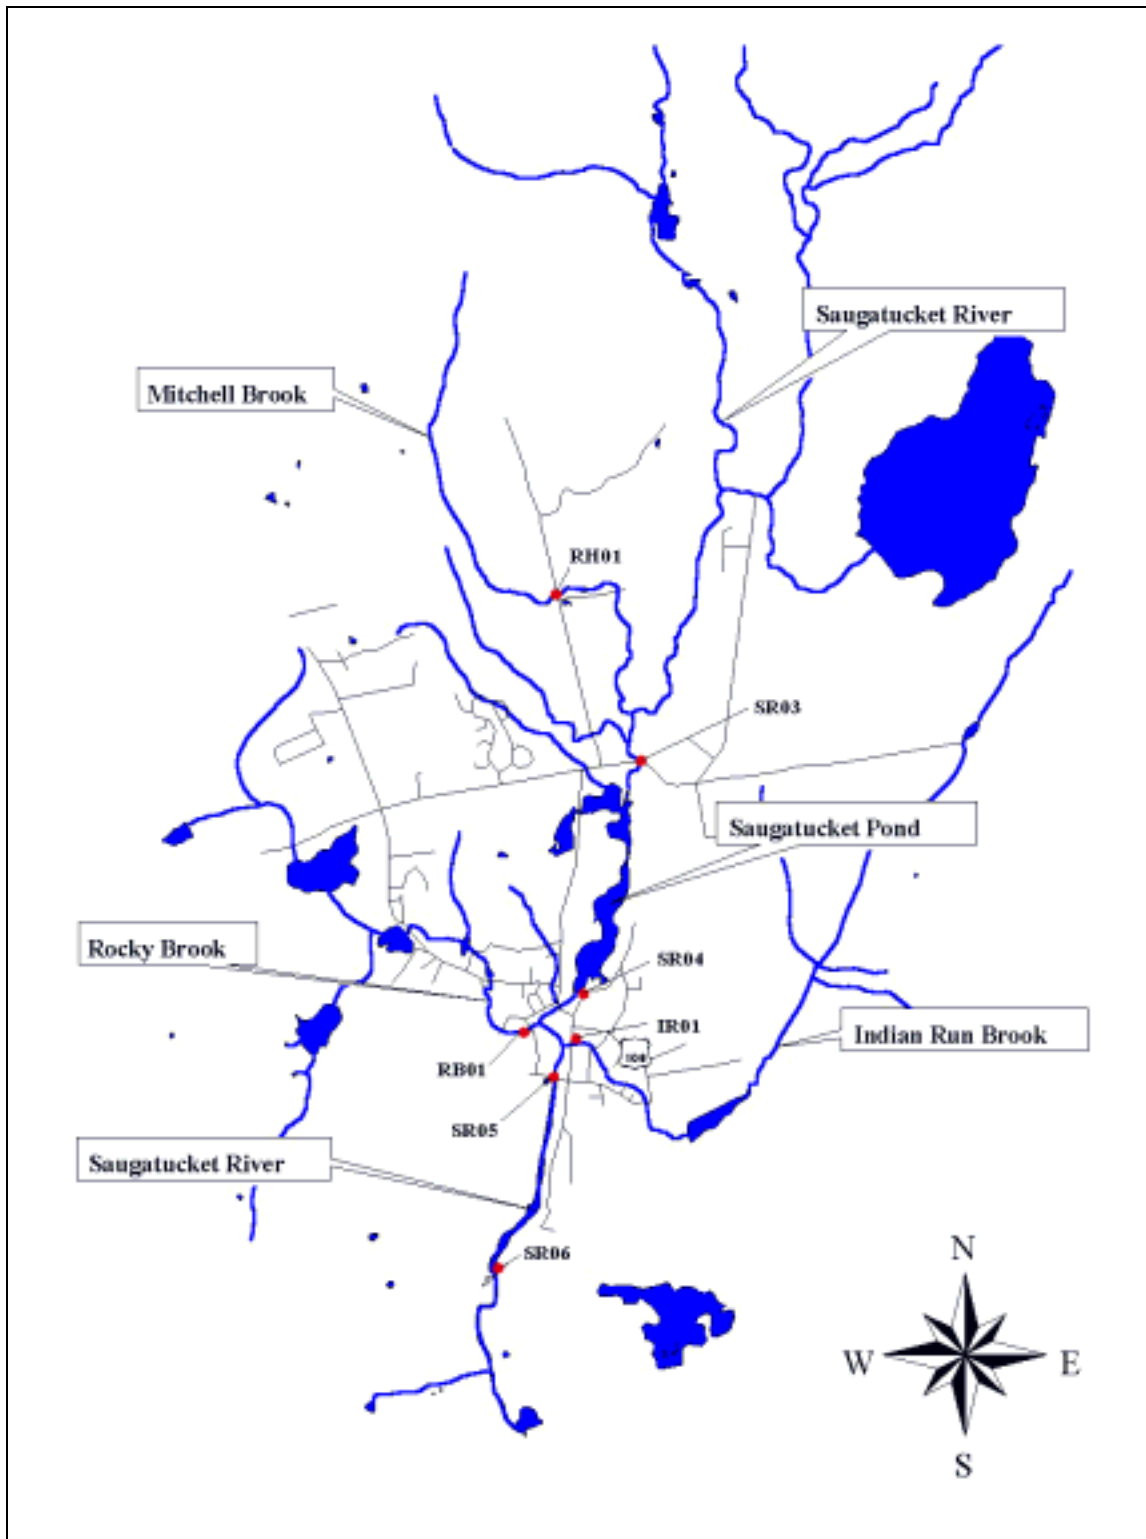 Saugatucket River
Mitchell Brook
RH01
SR03
Saugatucket Pond
Rocky Brook
SR04
IR01
Indian Run Brook
RB01
SR05
Saugatucket River
SR06
N
W
E
S